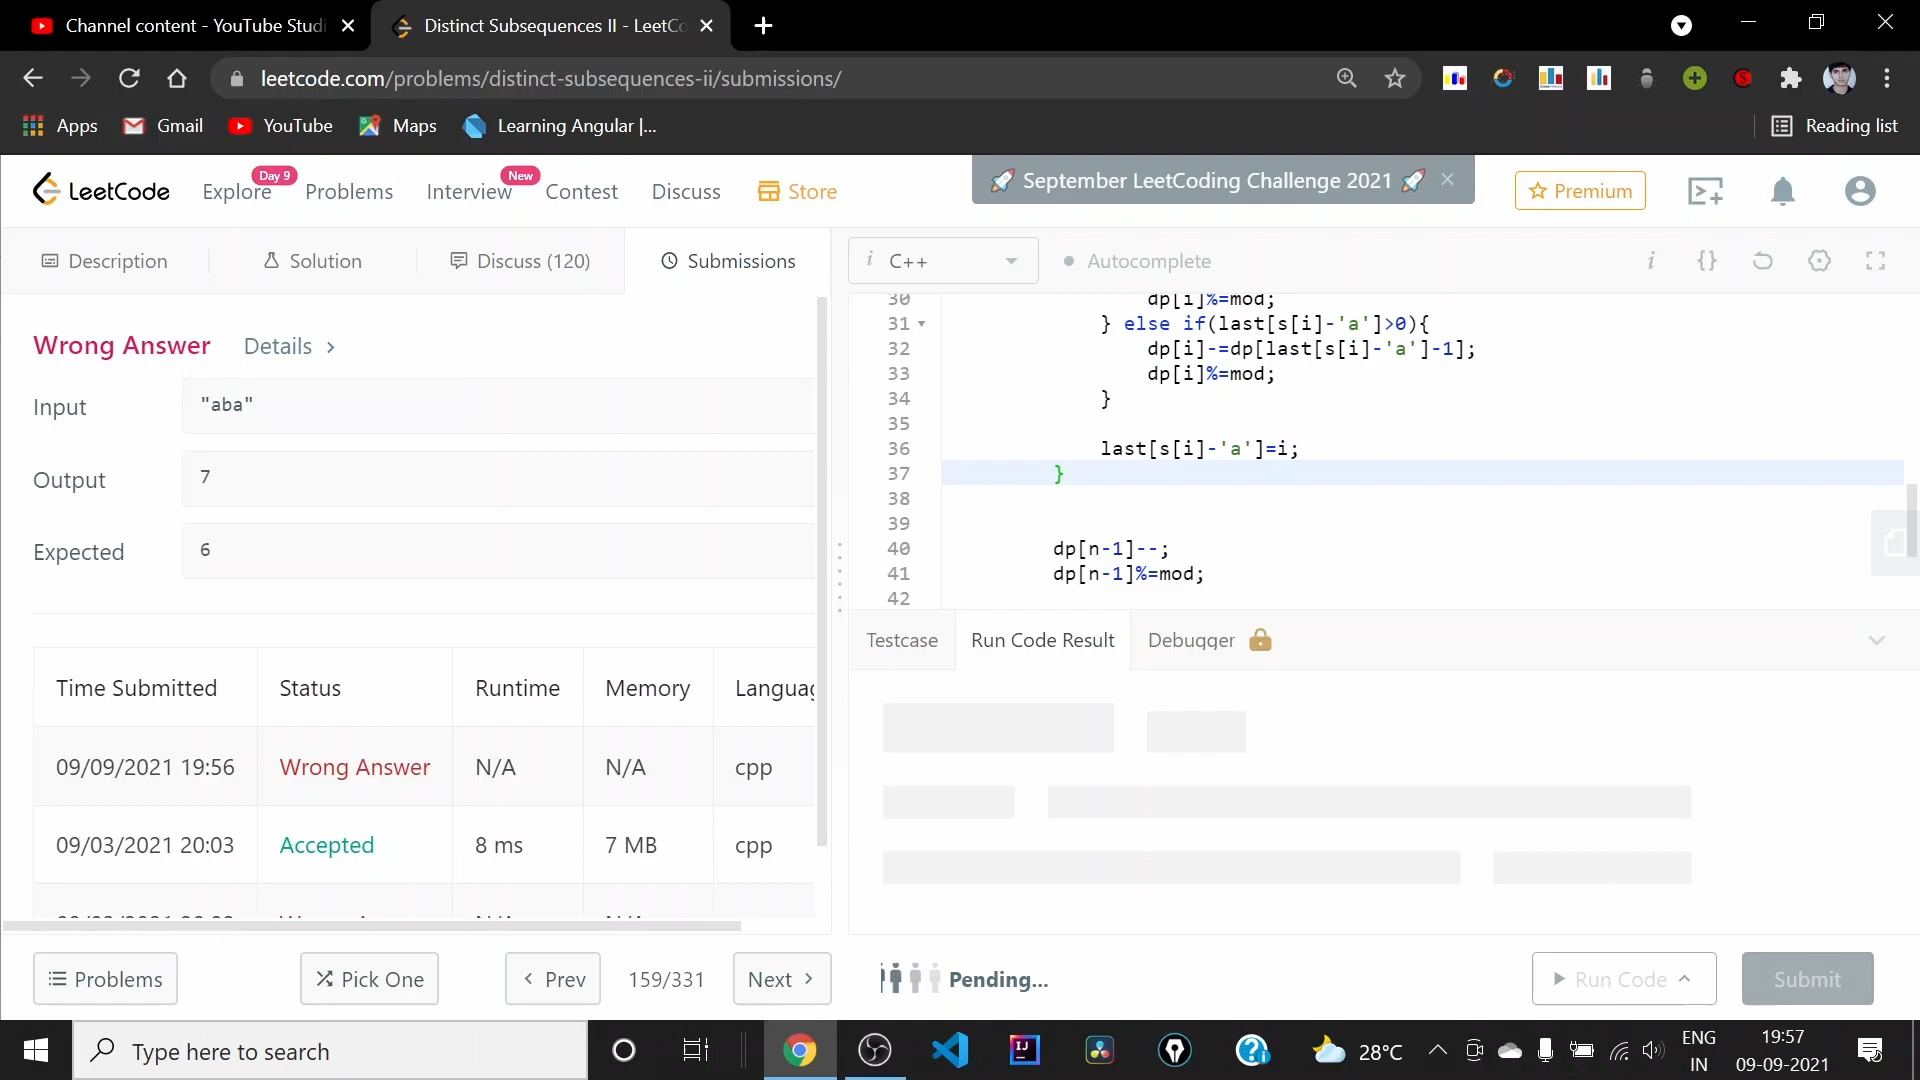 Channel content - YouTube Studi
Distinct Subsequences II - LeetCo
leetcode.com/problems/distinct-subsequences-ii/submissions/
Apps
Gmail
YouTube
Maps
Learning Angular |...
Reading list
LeetCode
Explore
Day 9
Problems
Interview
New
Contest
Discuss
Store
🚀 September LeetCoding Challenge 2021 🚀
Premium
Description
Solution
Discuss (120)
Submissions
i C++
Autocomplete
Wrong Answer
Details
Input
"aba"
Output
7
Expected
6
Time Submitted Status Runtime Memory Languag
09/09/2021 19:56 Wrong Answer N/A N/A cpp
09/03/2021 20:03 Accepted 8 ms 7 MB cpp
30 dp[i]%=mod;
31 } else if(last[s[i]-'a']>0){
32 dp[i]-=dp[last[s[i]-'a']-1];
33 dp[i]%=mod;
34 }
35
36 last[s[i]-'a']=i;
37 }
38
39
40 dp[n-1]--;
41 dp[n-1]%=mod;
42
Testcase
Run Code Result
Debugger
Problems
Pick One
Prev
159/331
Next
Pending...
Run Code
Submit
Type here to search
28°C
ENG
IN
19:57
09-09-2021